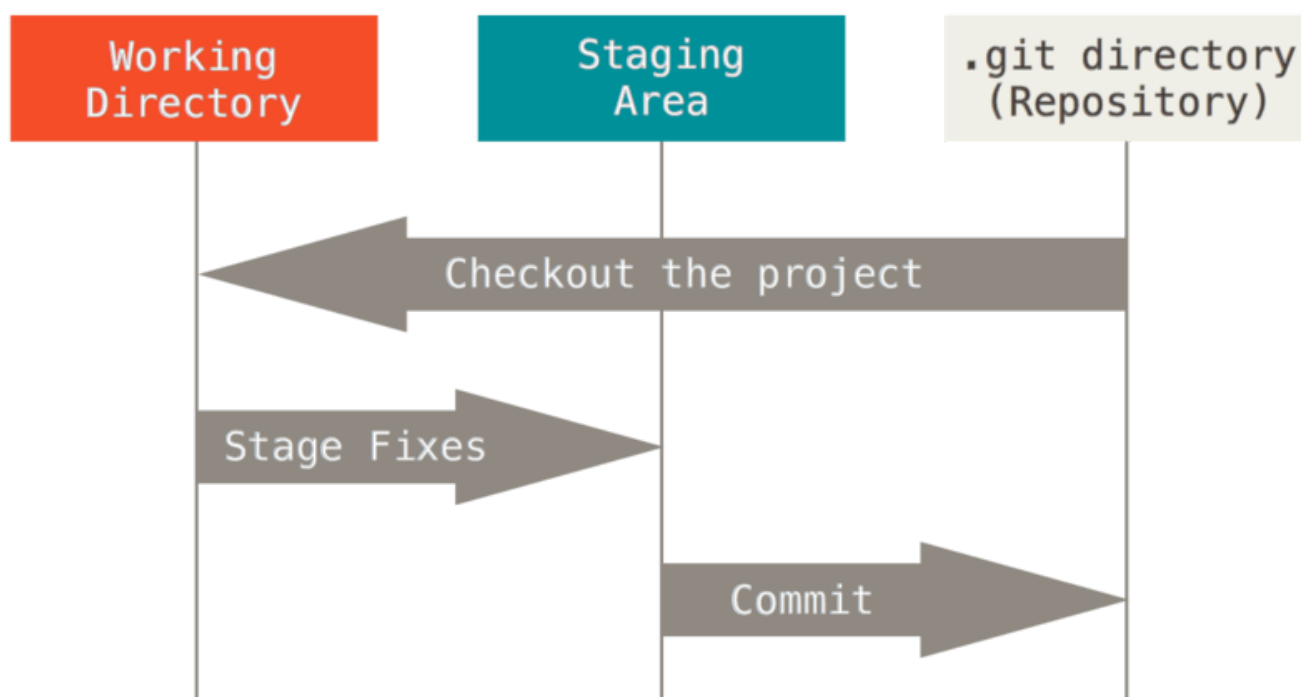 Working
Directory
Staging
Area
.git directory
(Repository)
Checkout the project
Stage Fixes
Commit